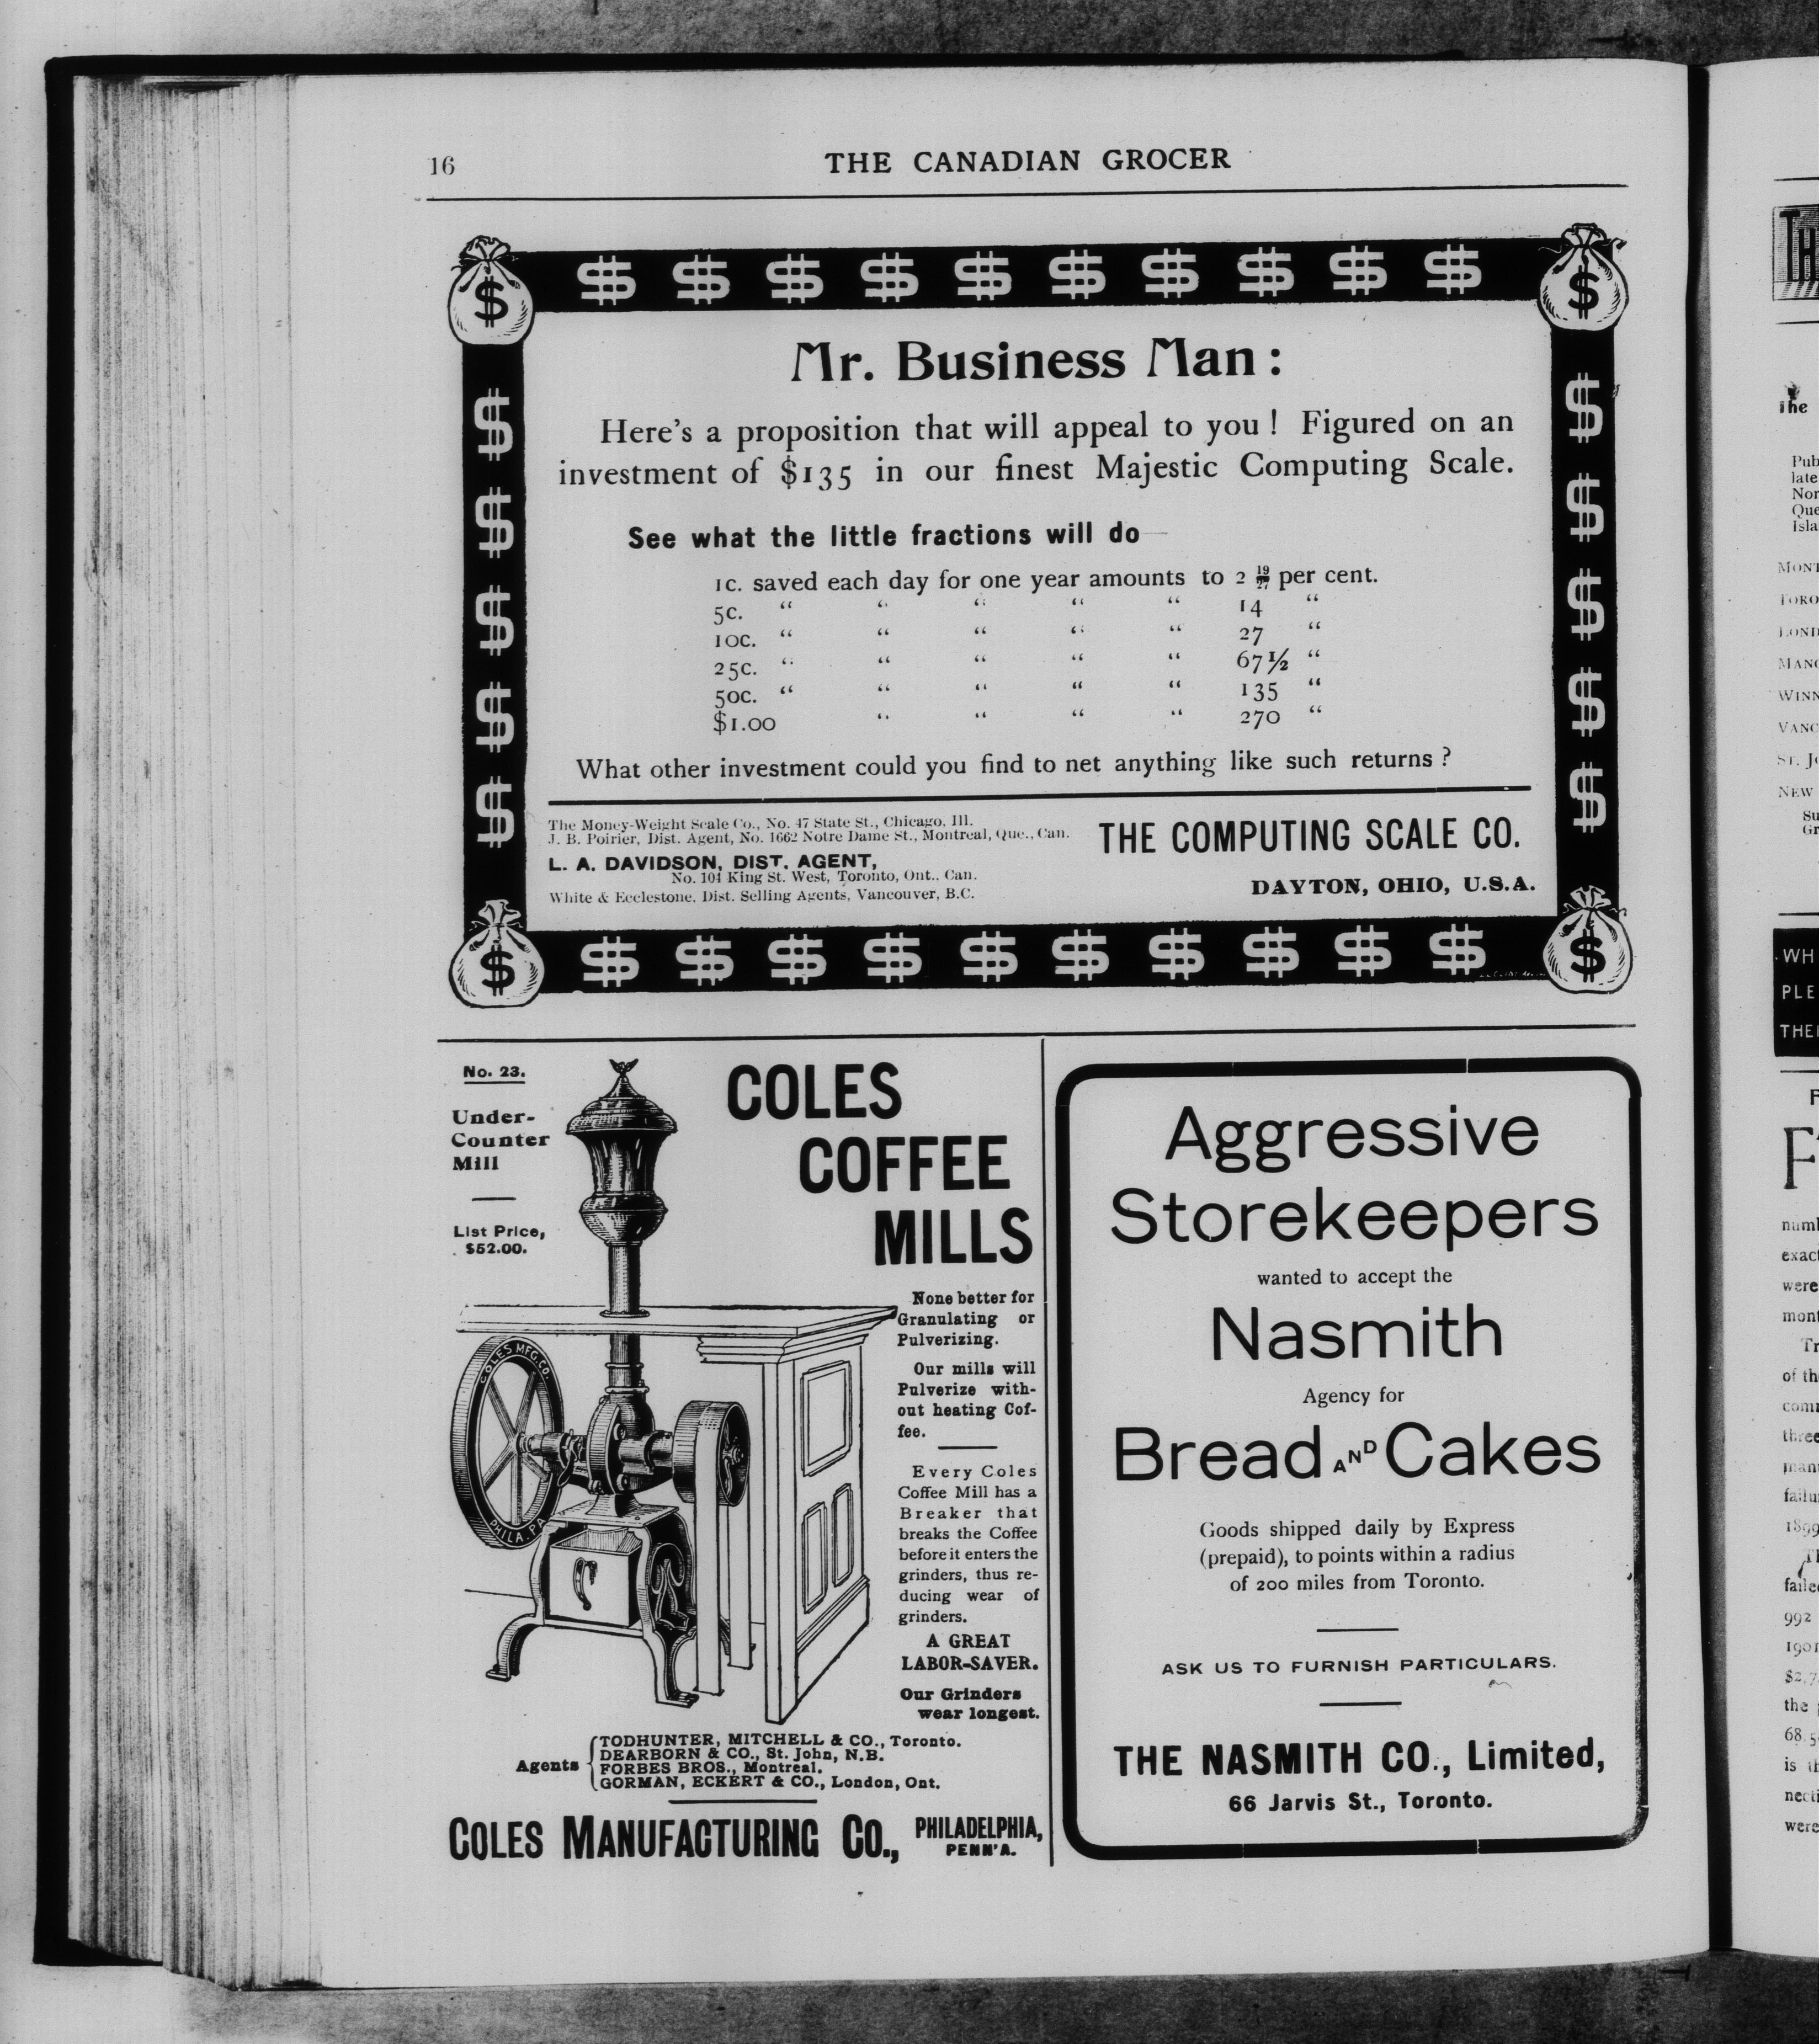 16
THE CANADIAN GROCER
$ $ $ $ $ $ $ $ $ $ $ $
Mr. Business Man:
Here's a proposition that will appeal to you! Figured on an
investment of $135 in our finest Majestic Computing Scale.
See what the little fractions will do—
1c. saved each day for one year amounts to 2 19/27 per cent.
5c. " " " " " 14 "
10c. " " " " " 27 "
25c. " " " " " 67½ "
50c. " " " " " 135 "
$1.00 " " " " 270 "
What other investment could you find to net anything like such returns?
The Money-Weight Scale Co., No. 47 State St., Chicago, Ill.
J. B. Poirier, Dist. Agent, No. 1662 Notre Dame St., Montreal, Que., Can.
L. A. DAVIDSON, DIST. AGENT,
No. 104 King St. West, Toronto, Ont., Can.
White & Ecclestone, Dist. Selling Agents, Vancouver, B.C.
THE COMPUTING SCALE CO.
DAYTON, OHIO, U.S.A.
$ $ $ $ $ $ $ $ $ $ $ $
No. 23.
Under-
Counter
Mill
List Price,
$52.00.
COLES
COFFEE
MILLS
COLES MFG. CO.
PHILA. PA
None better for
Granulating or
Pulverizing.
Our mills will
Pulverize with-
out heating Cof-
fee.
Every Coles
Coffee Mill has a
Breaker that
breaks the Coffee
before it enters the
grinders, thus re-
ducing wear of
grinders.
A GREAT
LABOR-SAVER.
Our Grinders
wear longest.
Agents
TODHUNTER, MITCHELL & CO., Toronto.
DEARBORN & CO., St. John, N.B.
FORBES BROS., Montreal.
GORMAN, ECKERT & CO., London, Ont.
COLES MANUFACTURING CO., PHILADELPHIA,
PENN'A.
Aggressive
Storekeepers
wanted to accept the
Nasmith
Agency for
Bread AND Cakes
Goods shipped daily by Express
(prepaid), to points within a radius
of 200 miles from Toronto.
ASK US TO FURNISH PARTICULARS.
THE NASMITH CO., Limited,
66 Jarvis St., Toronto.